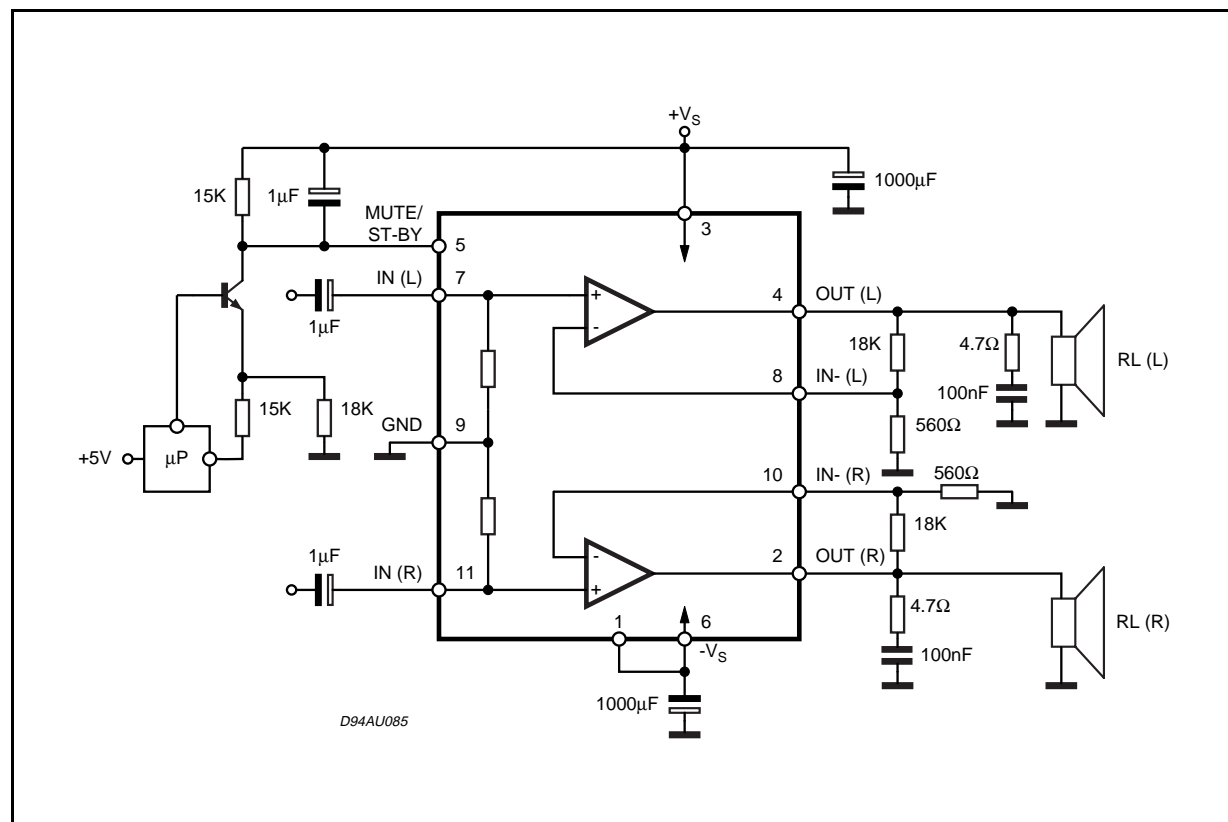 +VS
15K
1µF
1000µF
MUTE/
ST-BY
5
3
IN (L)
7
4
OUT (L)
1µF
18K
4.7Ω
RL (L)
8
IN- (L)
100nF
15K
18K
GND
9
560Ω
+5V
µP
10
IN- (R)
560Ω
18K
1µF
IN (R)
11
2
OUT (R)
4.7Ω
RL (R)
1
6
-VS
100nF
1000µF
D94AU085